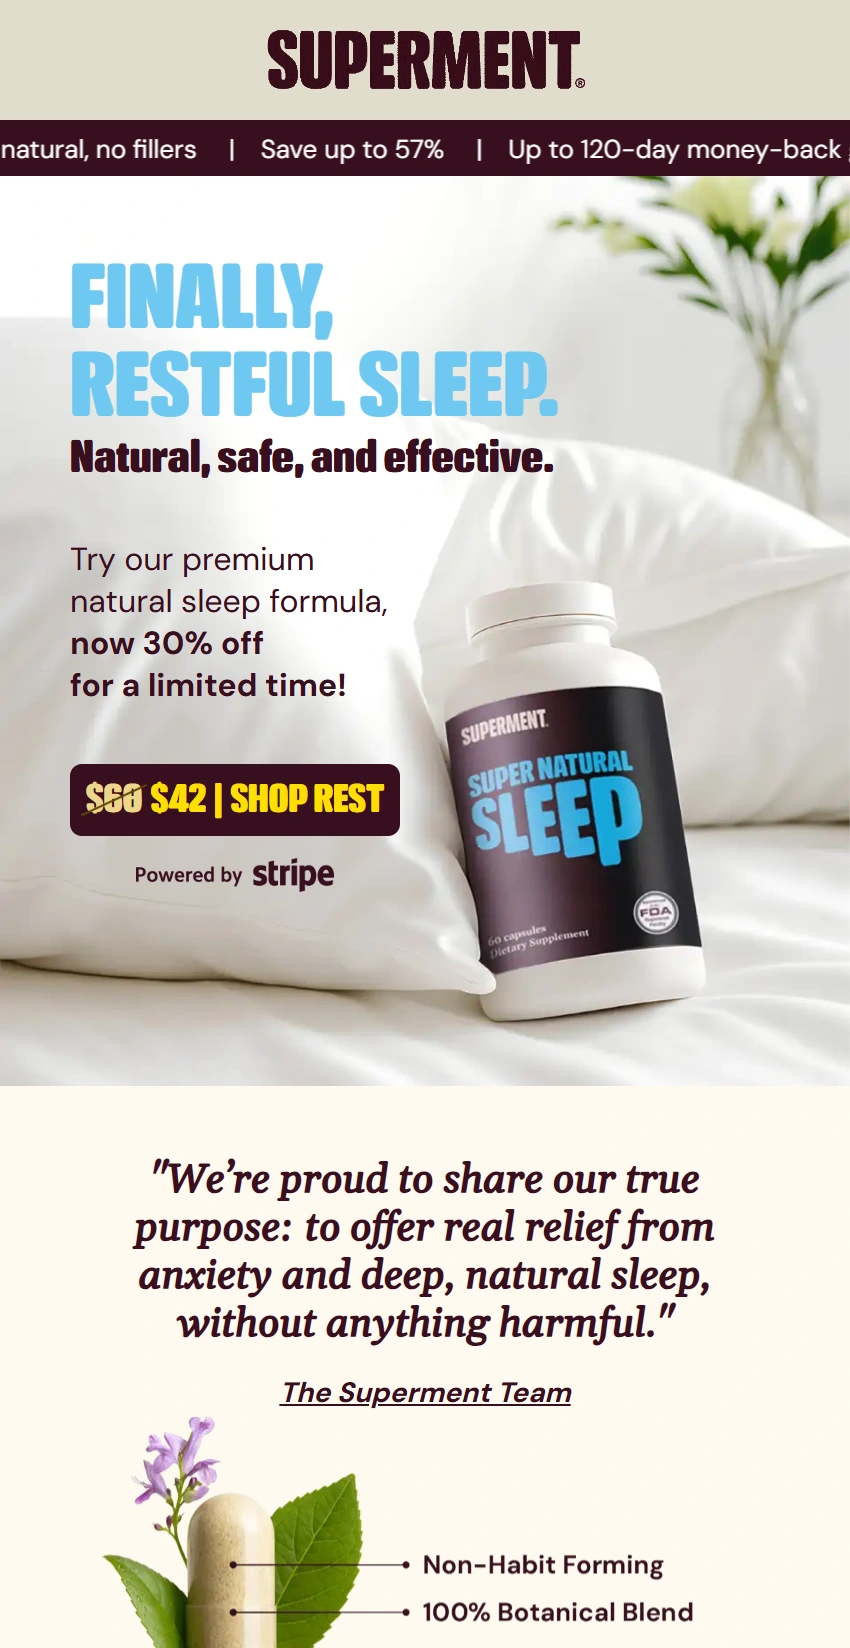 SUPERMENT®
natural, no fillers | Save up to 57% | Up to 120-day money-back
FINALLY,
RESTFUL SLEEP.
Natural, safe, and effective.
Try our premium
natural sleep formula,
now 30% off
for a limited time!
$60 $42 | SHOP REST
Powered by stripe
SUPERMENT.
SUPER NATURAL
SLEEP
60 capsules
Dietary Supplement
FDA
"We’re proud to share our true
purpose: to offer real relief from
anxiety and deep, natural sleep,
without anything harmful."
The Superment Team
Non-Habit Forming
100% Botanical Blend